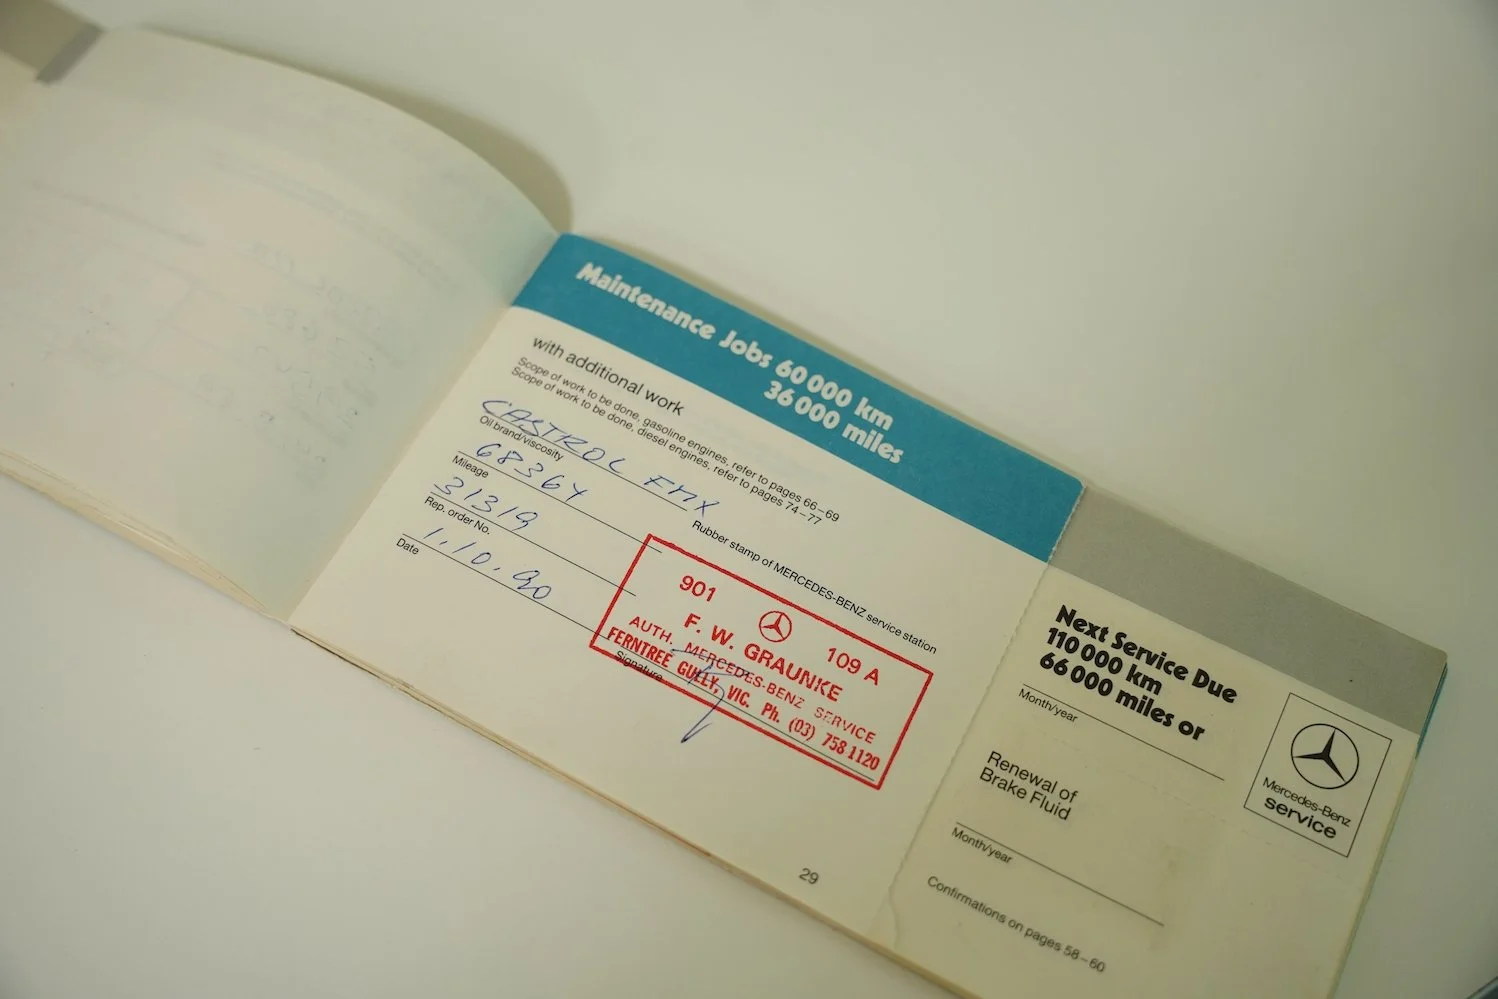 Maintenance Jobs 60 000 km
36 000 miles
with additional work
Scope of work to be done, gasoline engines, refer to pages 66–69
Scope of work to be done, diesel engines, refer to pages 74–77
CASTROL FMX
Oil brand/viscosity
68364
Mileage
31319
Rep. order No.
1.10.90
Date
Rubber stamp of MERCEDES-BENZ service station
901 109 A
F. W. GRAUNKE
AUTH. MERCEDES-BENZ SERVICE
FERNTREE GULLY, VIC. Ph. (03) 758 1120
Signature
29
Next Service Due
110 000 km
66 000 miles or
Month/year
Renewal of
Brake Fluid
Month/year
Confirmations on pages 58–60
Mercedes-Benz
service